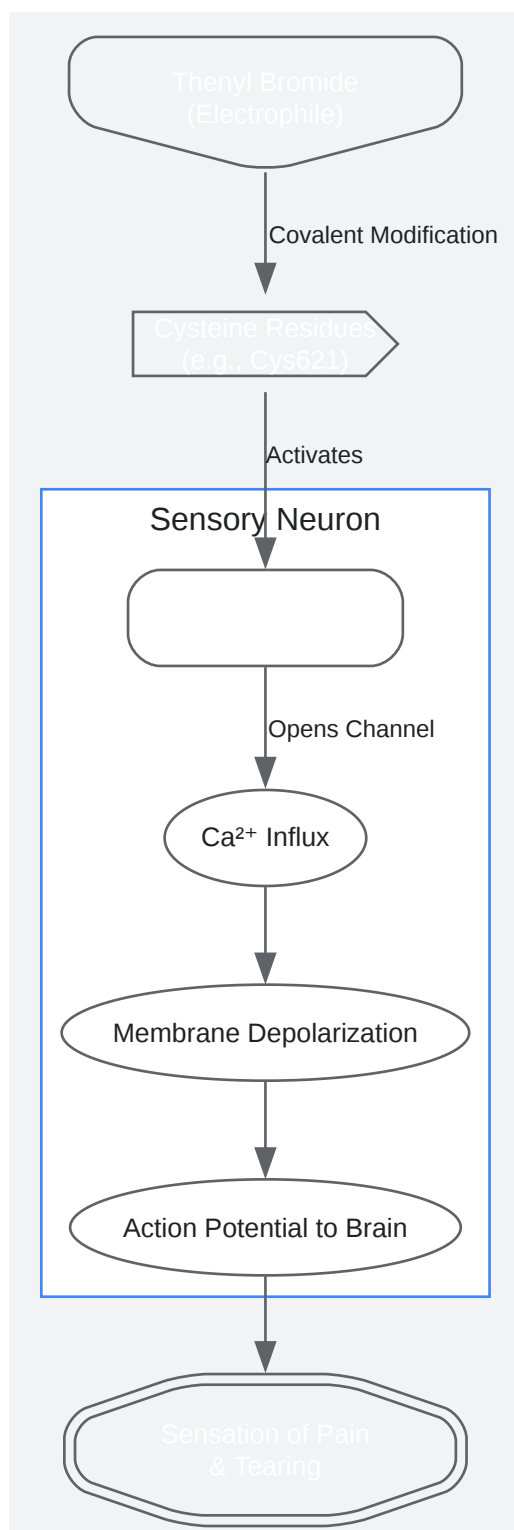 Thenyl Bromide
(Electrophile)
Covalent Modification
Cysteine Residues
(e.g., Cys621)
Activates
Sensory Neuron
Opens Channel
Ca²⁺ Influx
Membrane Depolarization
Action Potential to Brain
Sensation of Pain
& Tearing